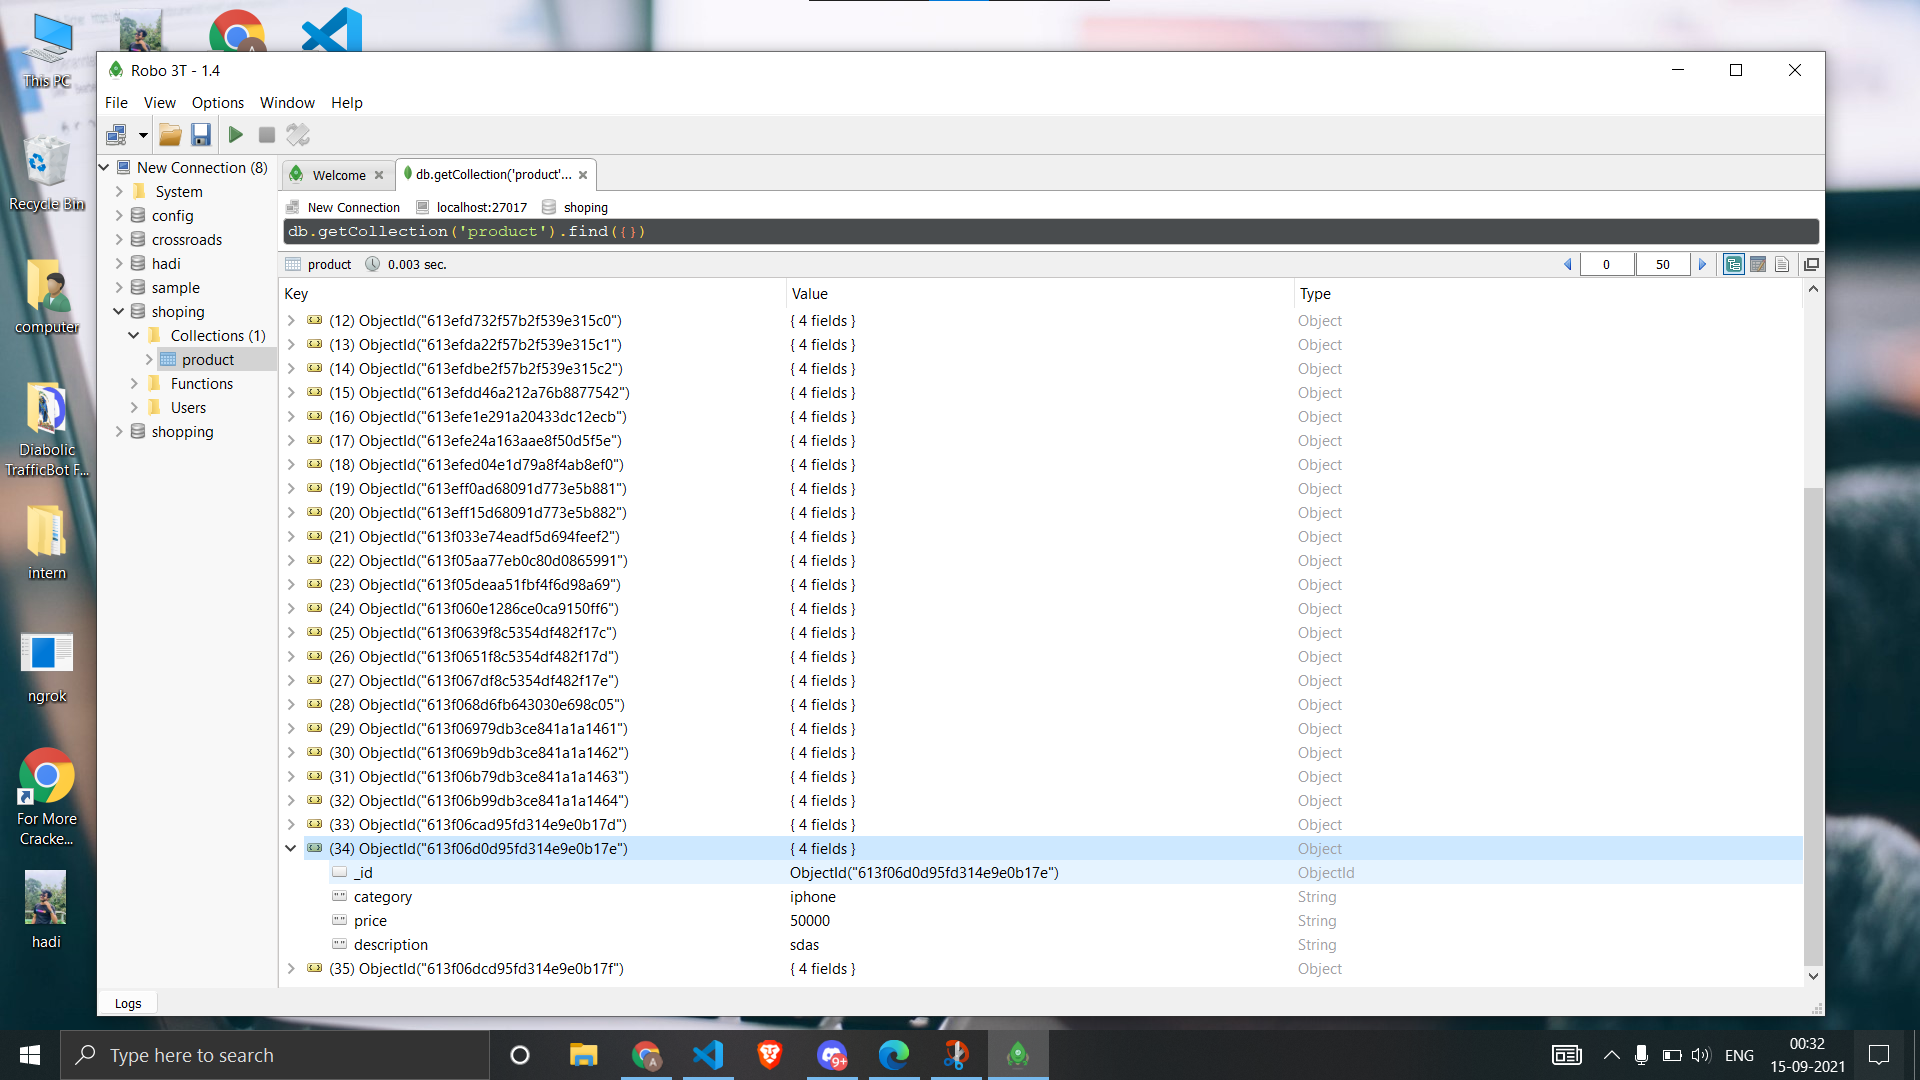 This PC
Recycle Bin
computer
Diabolic
TrafficBot F...
intern
ngrok
For More
Cracke...
hadi
Robo 3T - 1.4
File View Options Window Help
New Connection (8)
System
config
crossroads
hadi
sample
shoping
Collections (1)
product
Functions
Users
shopping
Welcome
db.getCollection('product'...
New Connection localhost:27017 shoping
db.getCollection('product').find({})
product 0.003 sec. 0 50
Key Value Type
(12) ObjectId("613efd732f57b2f539e315c0") { 4 fields } Object
(13) ObjectId("613efda22f57b2f539e315c1") { 4 fields } Object
(14) ObjectId("613efdbe2f57b2f539e315c2") { 4 fields } Object
(15) ObjectId("613efdd46a212a76b8877542") { 4 fields } Object
(16) ObjectId("613efe1e291a20433dc12ecb") { 4 fields } Object
(17) ObjectId("613efe24a163aae8f50d5f5e") { 4 fields } Object
(18) ObjectId("613efed04e1d79a8f4ab8ef0") { 4 fields } Object
(19) ObjectId("613eff0ad68091d773e5b881") { 4 fields } Object
(20) ObjectId("613eff15d68091d773e5b882") { 4 fields } Object
(21) ObjectId("613f033e74eadf5d694feef2") { 4 fields } Object
(22) ObjectId("613f05aa77eb0c80d0865991") { 4 fields } Object
(23) ObjectId("613f05deaa51fbf4f6d98a69") { 4 fields } Object
(24) ObjectId("613f060e1286ce0ca9150ff6") { 4 fields } Object
(25) ObjectId("613f0639f8c5354df482f17c") { 4 fields } Object
(26) ObjectId("613f0651f8c5354df482f17d") { 4 fields } Object
(27) ObjectId("613f067df8c5354df482f17e") { 4 fields } Object
(28) ObjectId("613f068d6fb643030e698c05") { 4 fields } Object
(29) ObjectId("613f06979db3ce841a1a1461") { 4 fields } Object
(30) ObjectId("613f069b9db3ce841a1a1462") { 4 fields } Object
(31) ObjectId("613f06b79db3ce841a1a1463") { 4 fields } Object
(32) ObjectId("613f06b99db3ce841a1a1464") { 4 fields } Object
(33) ObjectId("613f06cad95fd314e9e0b17d") { 4 fields } Object
(34) ObjectId("613f06d0d95fd314e9e0b17e") { 4 fields } Object
_id ObjectId("613f06d0d95fd314e9e0b17e") ObjectId
category iphone String
price 50000 String
description sdas String
(35) ObjectId("613f06dcd95fd314e9e0b17f") { 4 fields } Object
Logs
Type here to search
A
9+
ENG
00:32
15-09-2021